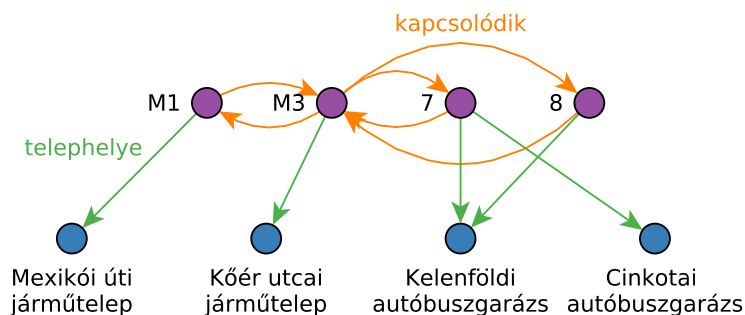 kapcsolódik
M1
M3
7
8
telephelye
Mexikói úti
járműtelep
Kőér utcai
járműtelep
Kelenföldi
autóbuszgarázs
Cinkotai
autóbuszgarázs